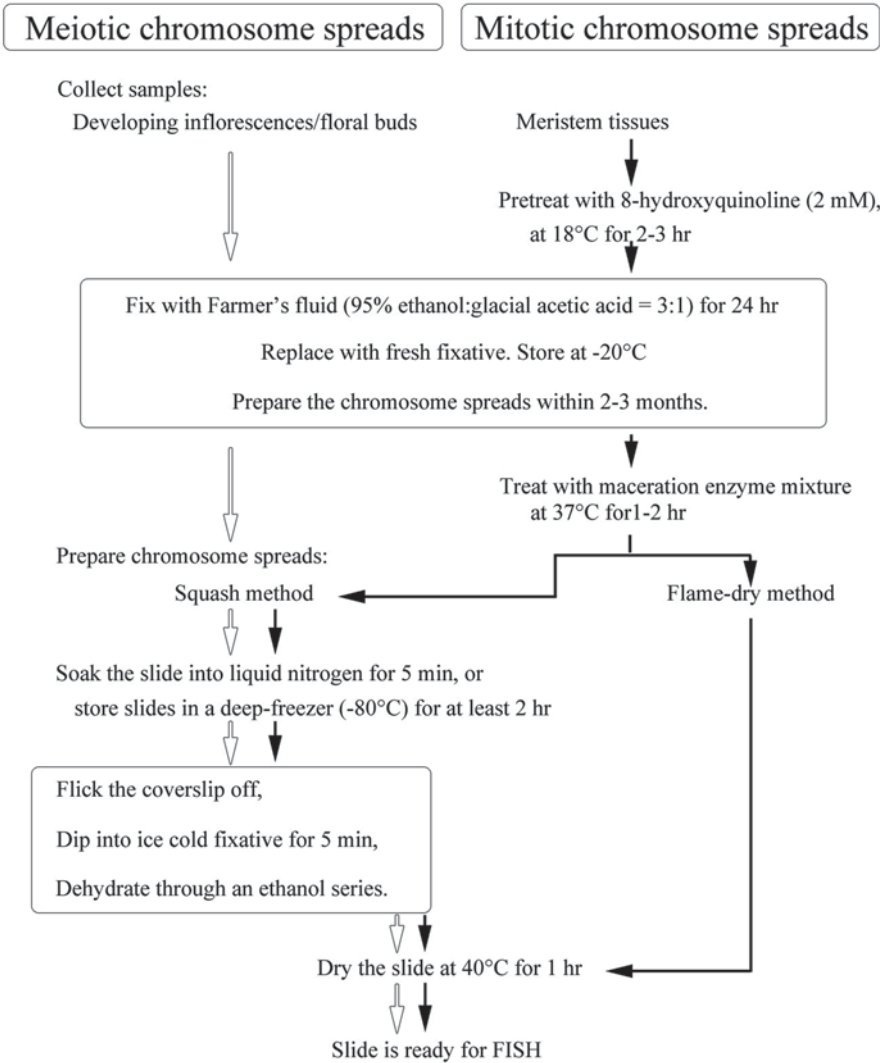 Meiotic chromosome spreads
Mitotic chromosome spreads
Collect samples:
Developing inflorescences/floral buds
Meristem tissues
Pretreat with 8-hydroxyquinoline (2 mM),
at 18°C for 2-3 hr
Fix with Farmer's fluid (95% ethanol:glacial acetic acid = 3:1) for 24 hr
Replace with fresh fixative. Store at -20°C
Prepare the chromosome spreads within 2-3 months.
Treat with maceration enzyme mixture
at 37°C for1-2 hr
Prepare chromosome spreads:
Squash method
Flame-dry method
Soak the slide into liquid nitrogen for 5 min, or
store slides in a deep-freezer (-80°C) for at least 2 hr
Flick the coverslip off,
Dip into ice cold fixative for 5 min,
Dehydrate through an ethanol series.
Dry the slide at 40°C for 1 hr
Slide is ready for FISH